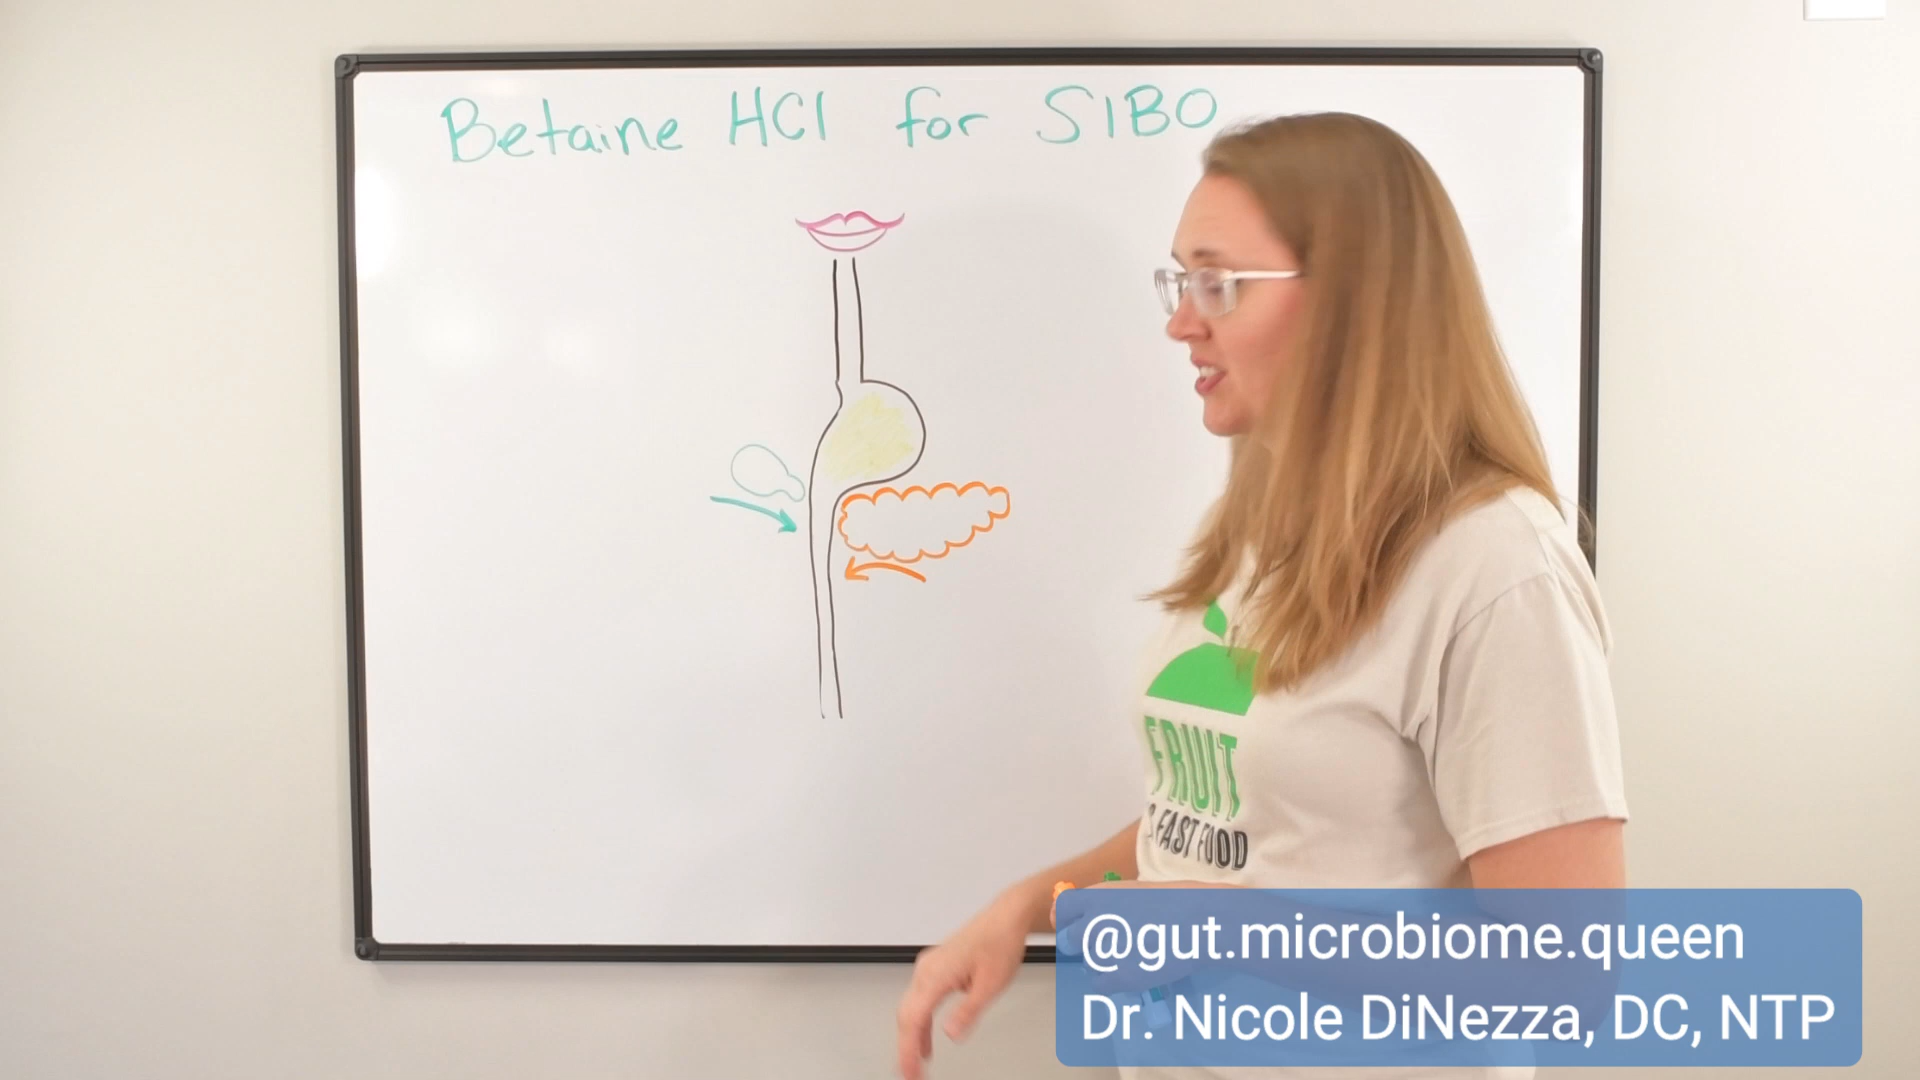 Betaine HCl for SIBO
FRUIT
FAST FOOD
@gut.microbiome.queen
Dr. Nicole DiNezza, DC, NTP